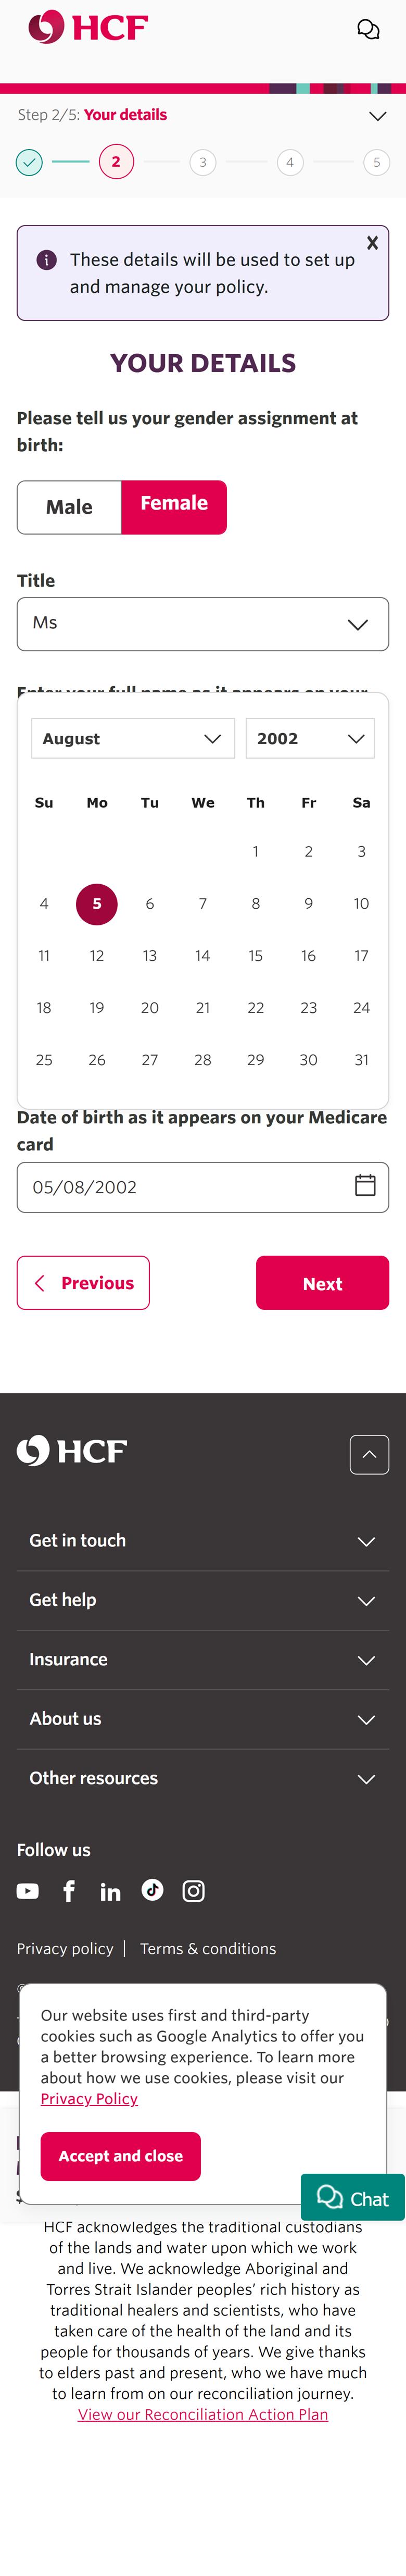 HCF
Step 2/5: Your details
2 3 4 5
These details will be used to set up
and manage your policy.
X
YOUR DETAILS
Please tell us your gender assignment at
birth:
Male Female
Title
Ms
Enter your full name as it appears on your
August 2002
Su Mo Tu We Th Fr Sa
1 2 3
4 5 6 7 8 9 10
11 12 13 14 15 16 17
18 19 20 21 22 23 24
25 26 27 28 29 30 31
Date of birth as it appears on your Medicare
card
05/08/2002
Previous Next
HCF
Get in touch
Get help
Insurance
About us
Other resources
Follow us
Privacy policy | Terms & conditions
Our website uses first and third-party
cookies such as Google Analytics to offer you
a better browsing experience. To learn more
about how we use cookies, please visit our
Privacy Policy
Accept and close
Chat
HCF acknowledges the traditional custodians
of the lands and water upon which we work
and live. We acknowledge Aboriginal and
Torres Strait Islander peoples’ rich history as
traditional healers and scientists, who have
taken care of the health of the land and its
people for thousands of years. We give thanks
to elders past and present, who we have much
to learn from on our reconciliation journey.
View our Reconciliation Action Plan